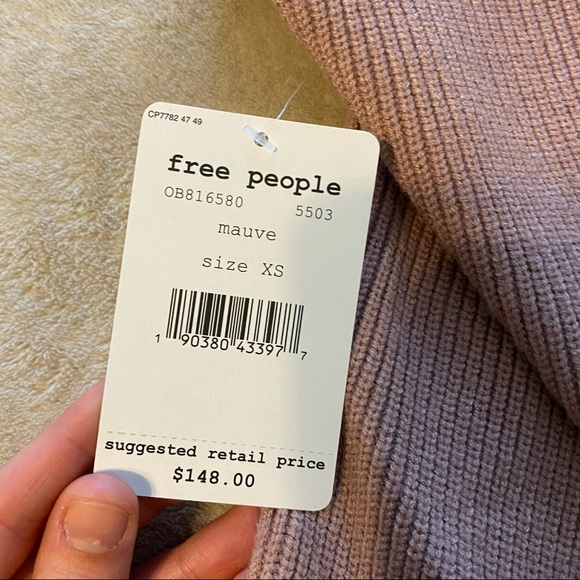 CP7782 47 49
free people
OB816580 5503
mauve
size XS
1 90380 43397 7
suggested retail price
$148.00